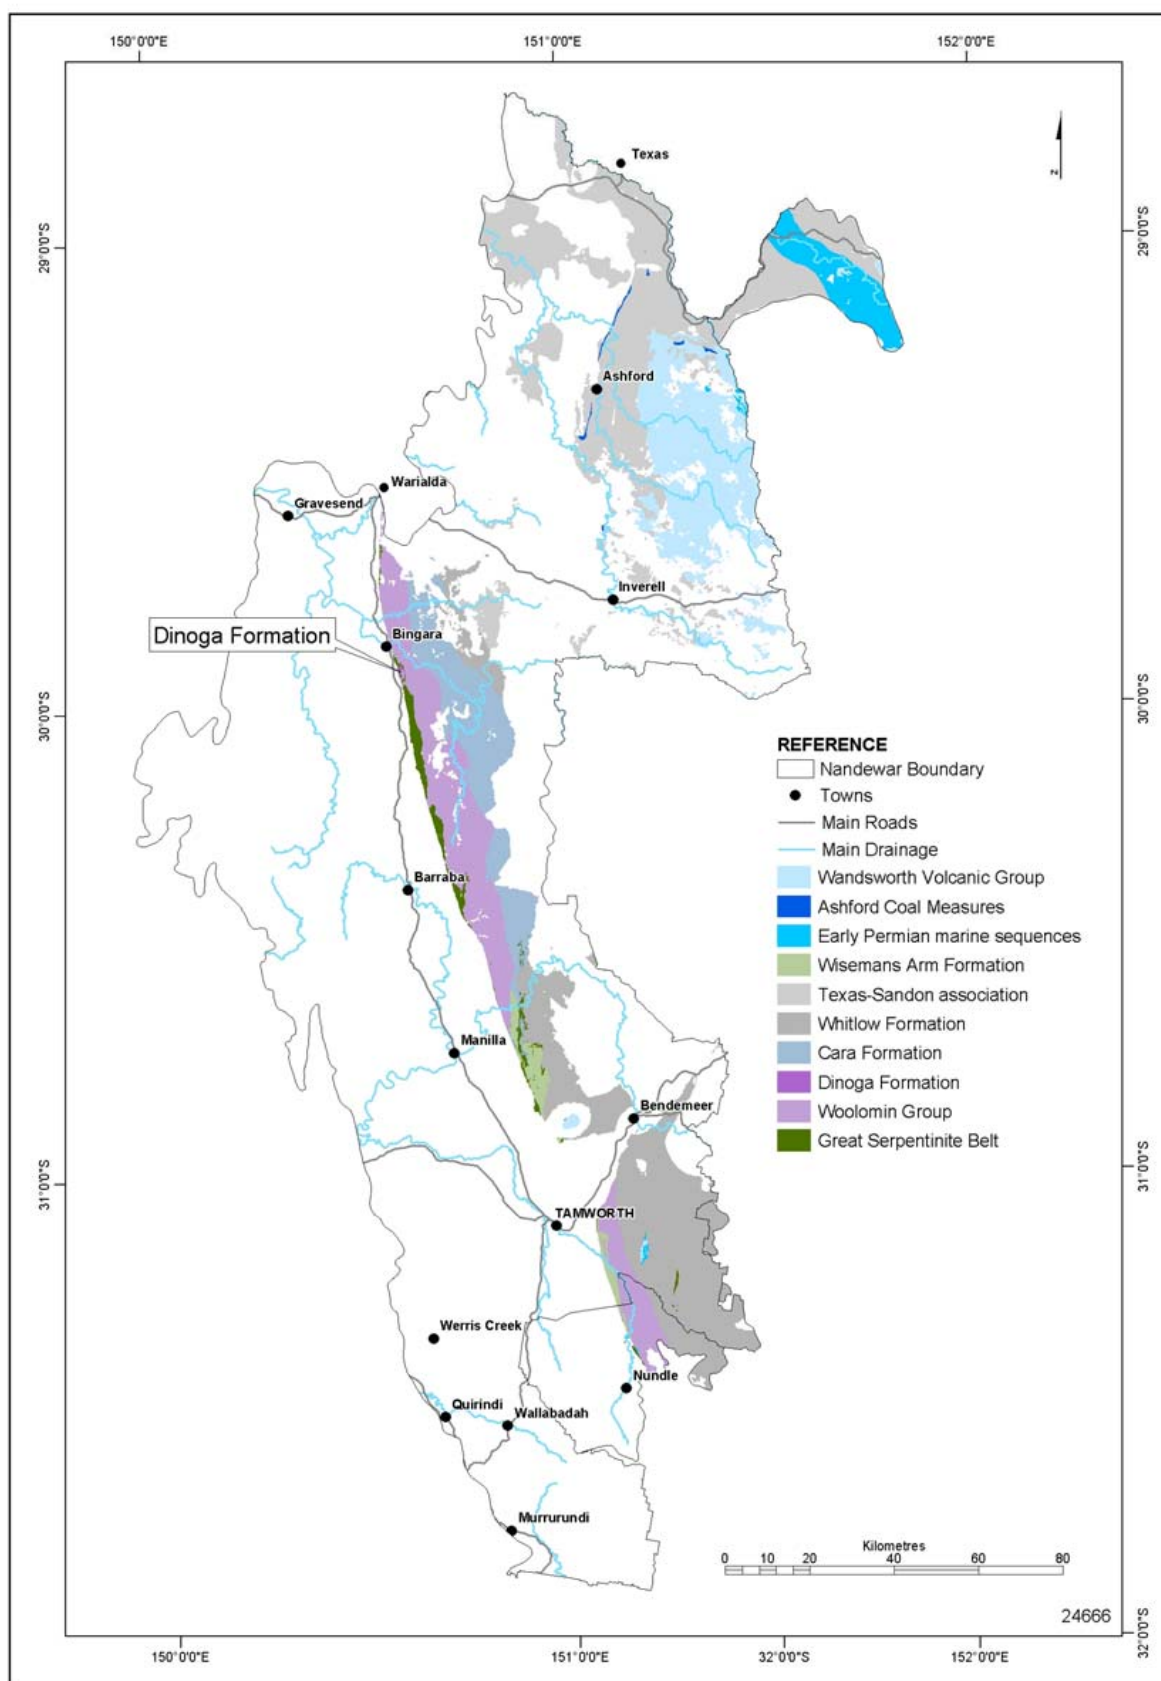 150°0'0"E 151°0'0"E 152°0'0"E
Texas
29°0'0"S
29°0'0"S
Ashford
Warialda
Gravesend
Inverell
Dinoga Formation
Bingara
30°0'0"S
30°0'0"S
REFERENCE
Nandewar Boundary
Towns
Main Roads
Main Drainage
Wandsworth Volcanic Group
Ashford Coal Measures
Early Permian marine sequences
Wisemans Arm Formation
Texas-Sandon association
Whitlow Formation
Cara Formation
Dinoga Formation
Woolomin Group
Great Serpentinite Belt
Barraba
Manilla
Bendemeer
31°0'0"S
31°0'0"S
TAMWORTH
Werris Creek
Nundle
Quirindi
Wallabadah
Murrurundi
Kilometres
0 10 20 40 60 80
24666
32°0'0"S
150°0'0"E 151°0'0"E 32°0'0"S 152°0'0"E
z